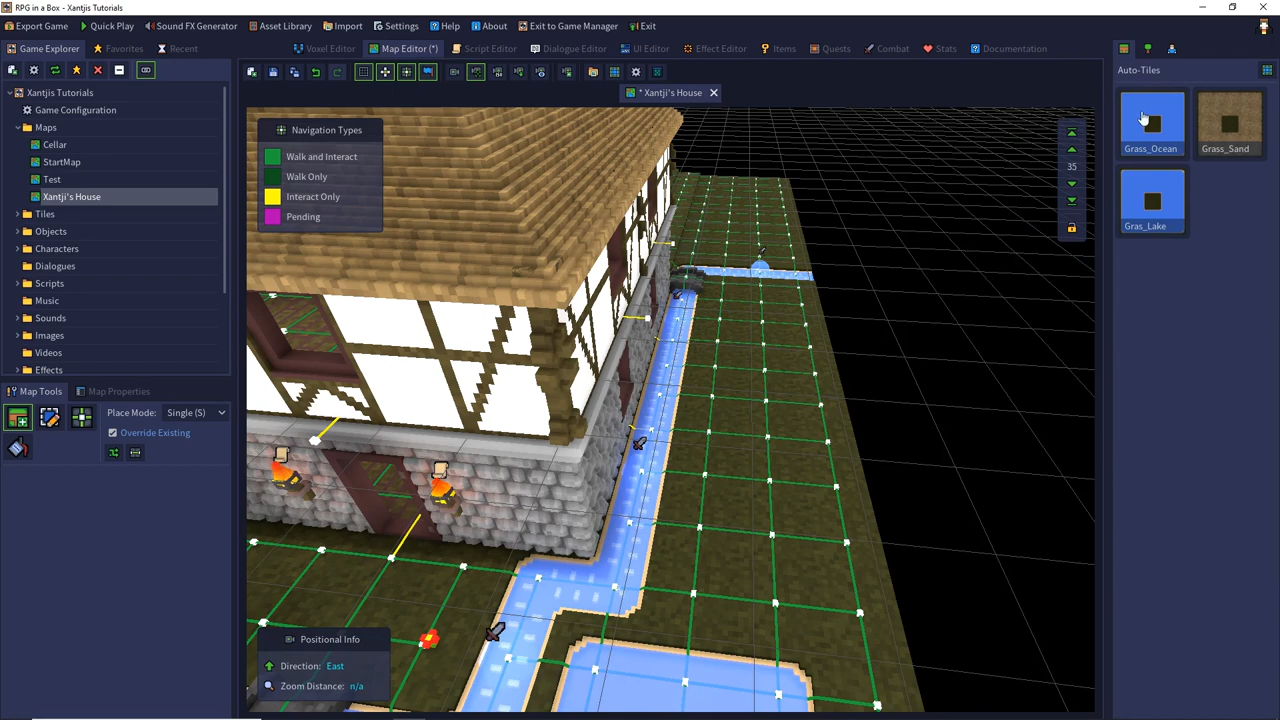 RPG in a Box - Xantjis Tutorials
Export Game Quick Play Sound FX Generator Asset Library Import Settings Help About Exit to Game Manager Exit
Game Explorer Favorites Recent Voxel Editor Map Editor (*) Script Editor Dialogue Editor UI Editor Effect Editor Items Quests Combat Stats Documentation
Auto-Tiles
* Xantji's House
Xantjis Tutorials
Game Configuration
Maps
Cellar
StartMap
Test
Xantji's House
Tiles
Objects
Characters
Dialogues
Scripts
Music
Sounds
Images
Videos
Effects
Map Tools Map Properties
Place Mode: Single (S)
Override Existing
Navigation Types
Walk and Interact
Walk Only
Interact Only
Pending
35
Positional Info
Direction: East
Zoom Distance: n/a
Grass_Ocean Grass_Sand
Gras_Lake